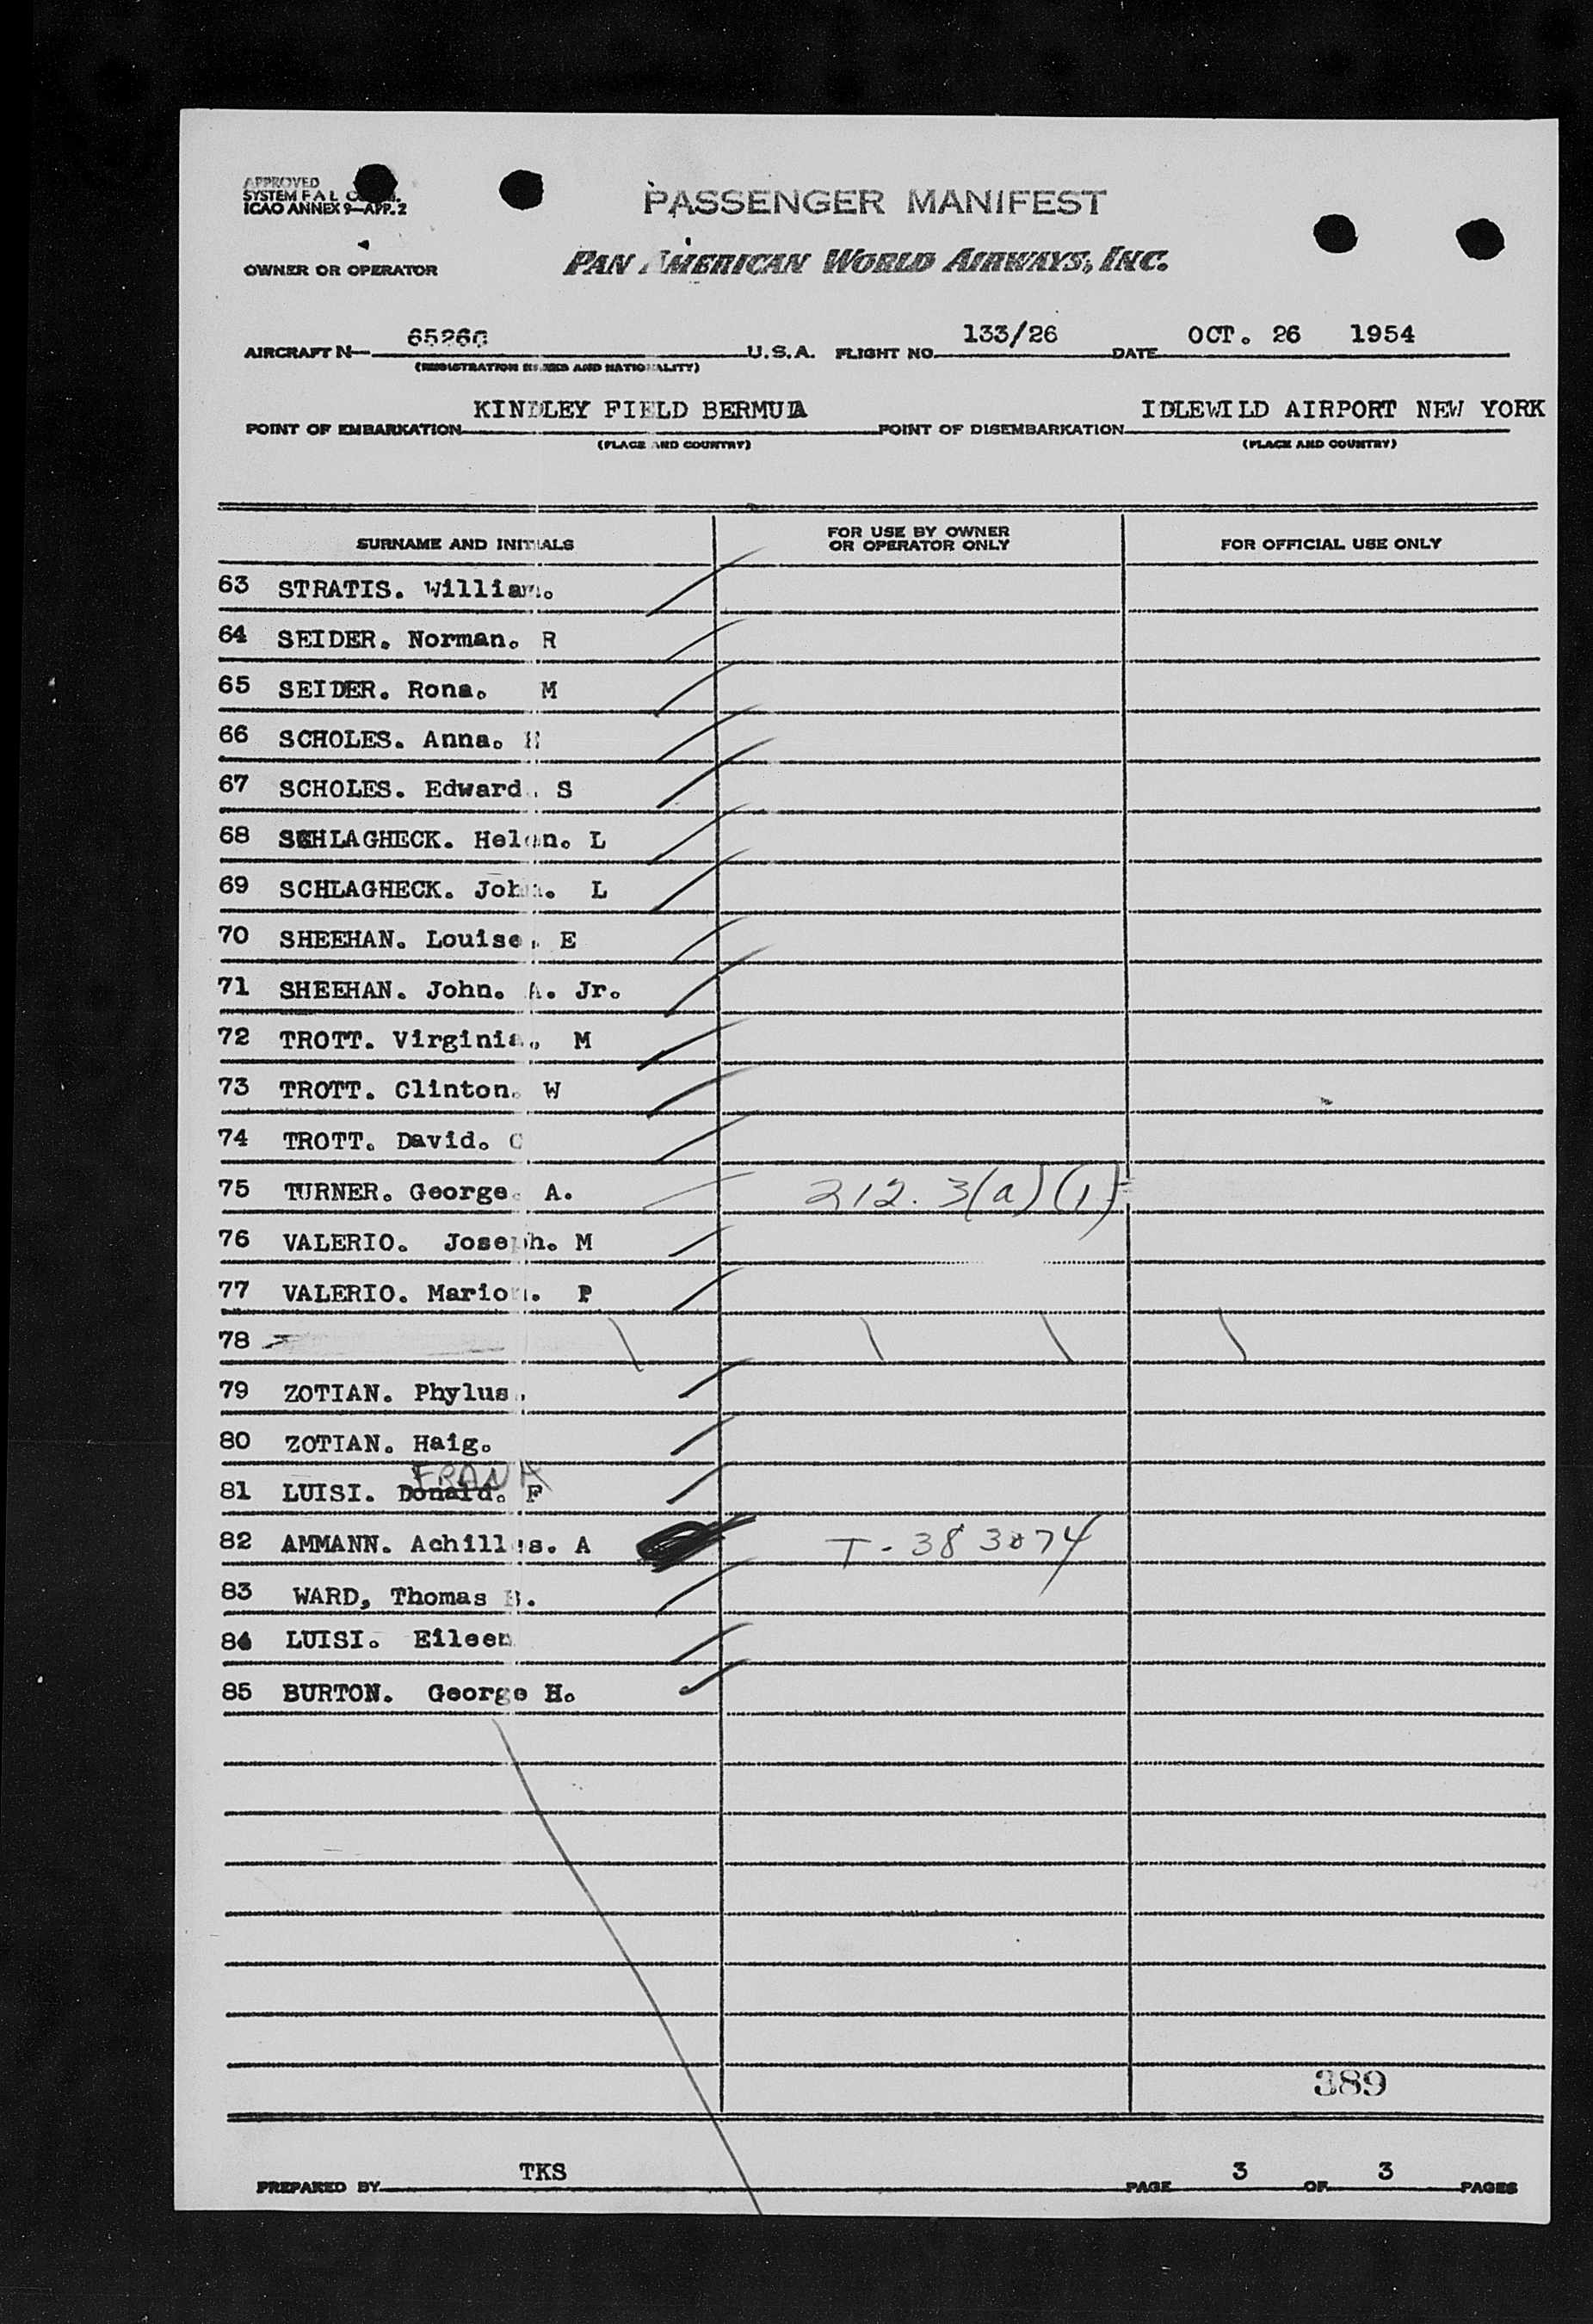 APPROVED
SYSTEM F A L
ICAO ANNEX 9—APP. 2
PASSENGER MANIFEST
OWNER OR OPERATOR
PAN AMERICAN WORLD AIRWAYS, INC.
AIRCRAFT N— U.S.A. FLIGHT NO. 133/26 DATE OCT. 26 1954
(REGISTRATION MARKS AND NATIONALITY)
POINT OF EMBARKATION KINDLEY FIELD BERMUDA POINT OF DISEMBARKATION IDLEWILD AIRPORT NEW YORK
(PLACE AND COUNTRY) (PLACE AND COUNTRY)
SURNAME AND INITIALS FOR USE BY OWNER OR OPERATOR ONLY FOR OFFICIAL USE ONLY
63 STRATIS. William.
64 SEIDER. Norman. R
65 SEIDER. Rona. M
66 SCHOLES. Anna. H
67 SCHOLES. Edward. S
68 SCHLAGHECK. Helen. L
69 SCHLAGHECK. John. L
70 SHEEHAN. Louise. E
71 SHEEHAN. John. A. Jr.
72 TROTT. Virginia. M
73 TROTT. Clinton. W
74 TROTT. David. C
75 TURNER. George. A. 212.3(a)(1)
76 VALERIO. Joseph. M
77 VALERIO. Marion. P
78
79 ZOTIAN. Phylus.
80 ZOTIAN. Haig.
FRANK
81 LUISI. Donald. F
82 AMMANN. Achilles. A T-383074
83 WARD, Thomas B.
84 LUISI. Eileen
85 BURTON. George H.
389
PREPARED BY TKS PAGE 3 OF 3 PAGES